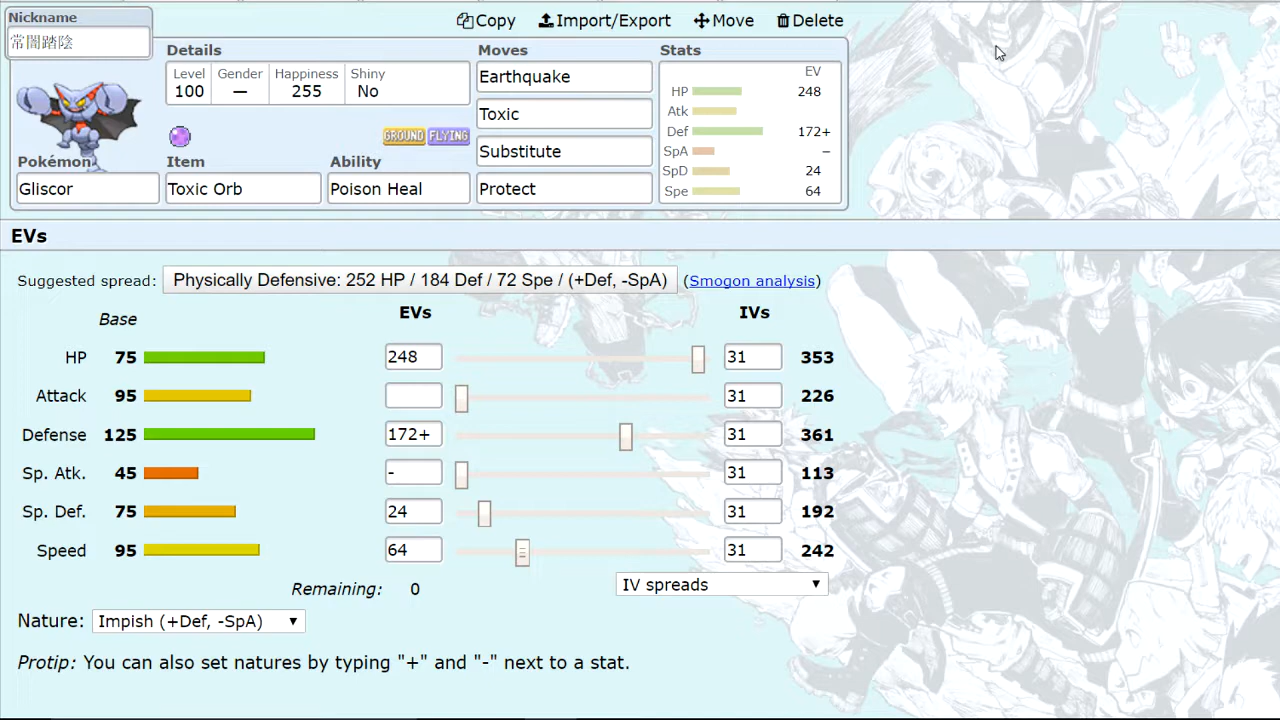 Nickname
常闇踏陰
Copy Import/Export Move Delete
Details
Level Gender Happiness Shiny
100 — 255 No
GROUND FLYING
Pokémon Item Ability
Gliscor Toxic Orb Poison Heal
Moves
Earthquake
Toxic
Substitute
Protect
Stats
EV
HP 248
Atk
Def 172+
SpA –
SpD 24
Spe 64
EVs
Suggested spread: Physically Defensive: 252 HP / 184 Def / 72 Spe / (+Def, -SpA) (Smogon analysis)
Base EVs IVs
HP 75 248 31 353
Attack 95 31 226
Defense 125 172+ 31 361
Sp. Atk. 45 - 31 113
Sp. Def. 75 24 31 192
Speed 95 64 31 242
Remaining: 0 IV spreads
Nature: Impish (+Def, -SpA)
Protip: You can also set natures by typing "+" and "-" next to a stat.